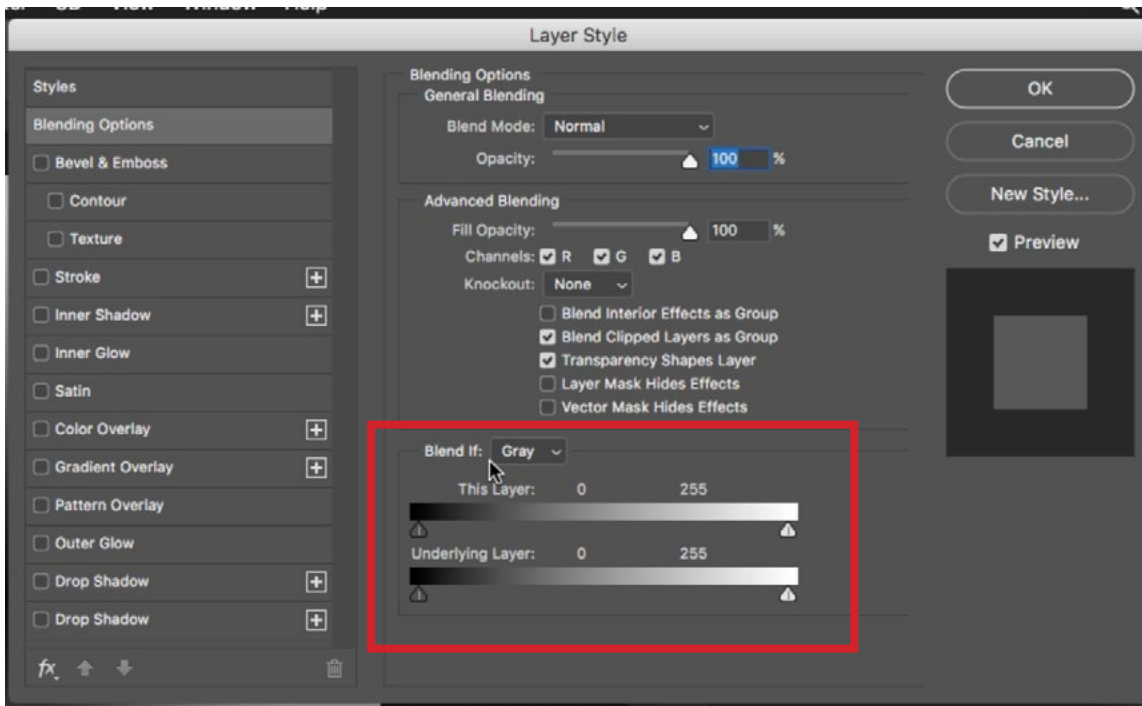 View Window Help
Layer Style
Styles
Blending Options
Bevel & Emboss
Contour
Texture
Stroke
Inner Shadow
Inner Glow
Satin
Color Overlay
Gradient Overlay
Pattern Overlay
Outer Glow
Drop Shadow
Drop Shadow
fx
Blending Options
General Blending
Blend Mode: Normal
Opacity: 100 %
Advanced Blending
Fill Opacity: 100 %
Channels: R G B
Knockout: None
Blend Interior Effects as Group
Blend Clipped Layers as Group
Transparency Shapes Layer
Layer Mask Hides Effects
Vector Mask Hides Effects
Blend If: Gray
This Layer: 0 255
Underlying Layer: 0 255
OK
Cancel
New Style...
Preview